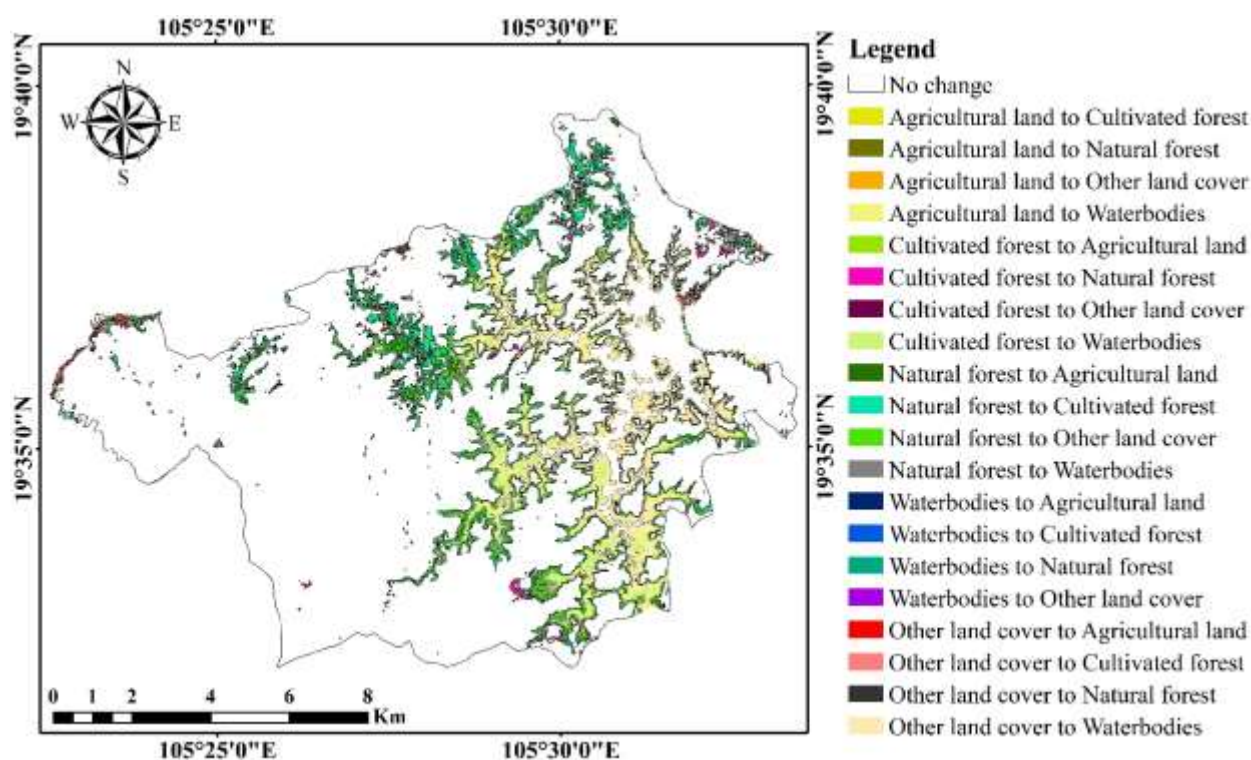 105°25'0"E 105°30'0"E
19°40'0"N 19°40'0"N
N
W E
S
19°35'0"N 19°35'0"N
0 1 2 4 6 8
Km
105°25'0"E 105°30'0"E
Legend
No change
Agricultural land to Cultivated forest
Agricultural land to Natural forest
Agricultural land to Other land cover
Agricultural land to Waterbodies
Cultivated forest to Agricultural land
Cultivated forest to Natural forest
Cultivated forest to Other land cover
Cultivated forest to Waterbodies
Natural forest to Agricultural land
Natural forest to Cultivated forest
Natural forest to Other land cover
Natural forest to Waterbodies
Waterbodies to Agricultural land
Waterbodies to Cultivated forest
Waterbodies to Natural forest
Waterbodies to Other land cover
Other land cover to Agricultural land
Other land cover to Cultivated forest
Other land cover to Natural forest
Other land cover to Waterbodies